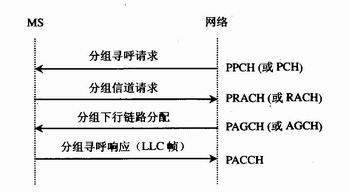 MS 网络
分组寻呼请求 PPCH (或 PCH)
分组信道请求 PRACH (或 RACH)
分组下行链路分配 PAGCH (或 AGCH)
分组寻呼响应（LLC 帧） PACCH